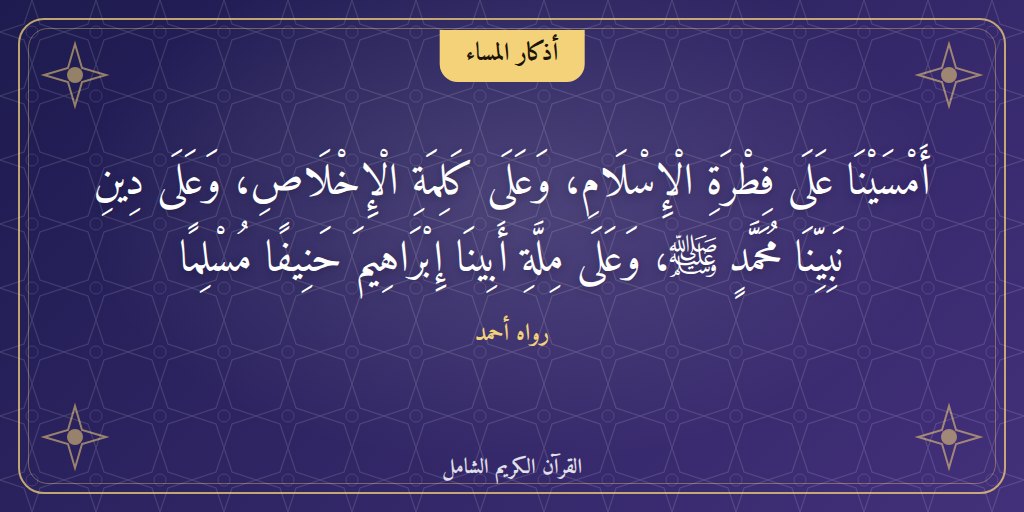 أذكار المساء
أَمْسَيْنَا عَلَى فِطْرَةِ الْإِسْلَامِ، وَعَلَى كَلِمَةِ الْإِخْلَاصِ، وَعَلَى دِينِ
نَبِيِّنَا مُحَمَّدٍ ﷺ، وَعَلَى مِلَّةِ أَبِينَا إِبْرَاهِيمَ حَنِيفًا مُسْلِمًا
رواه أحمد
القرآن الكريم الشامل